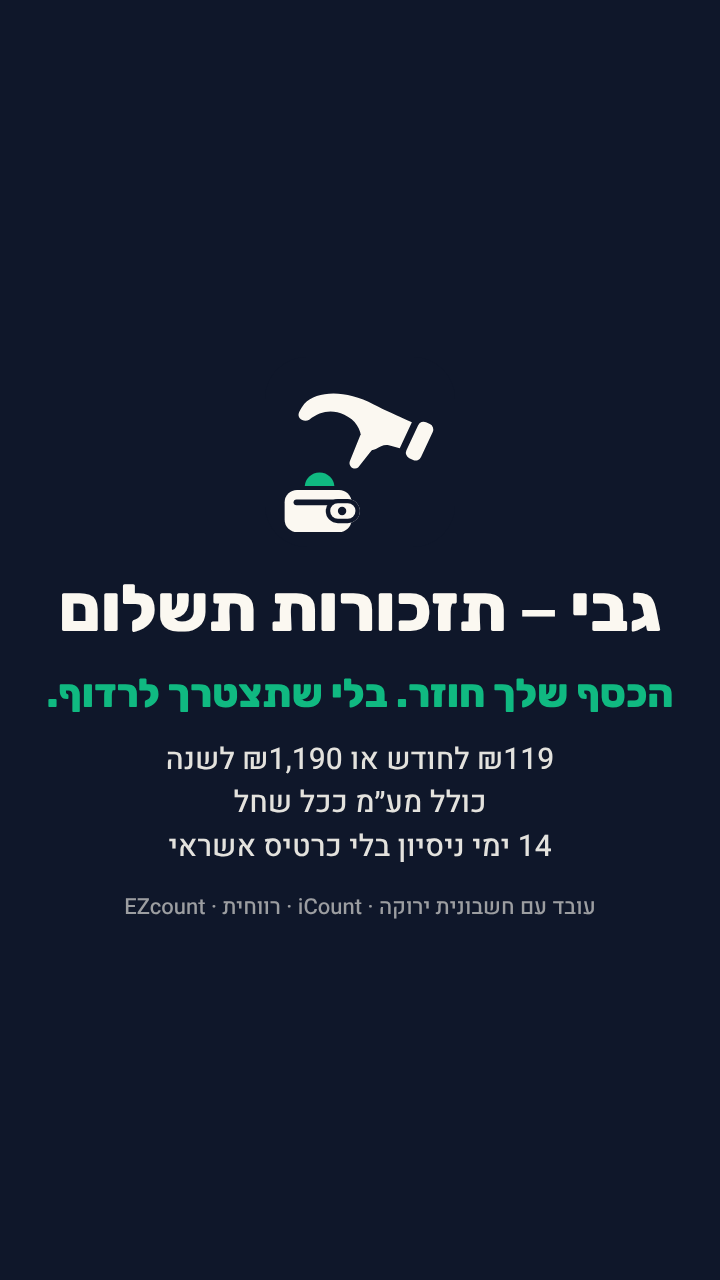 גבי – תזכורות תשלום
הכסף שלך חוזר. בלי שתצטרך לרדוף.
₪119 לחודש או ₪1,190 לשנה
כולל מע״מ ככל שחל
14 ימי ניסיון בלי כרטיס אשראי
עובד עם חשבונית ירוקה · iCount · רווחית · EZcount